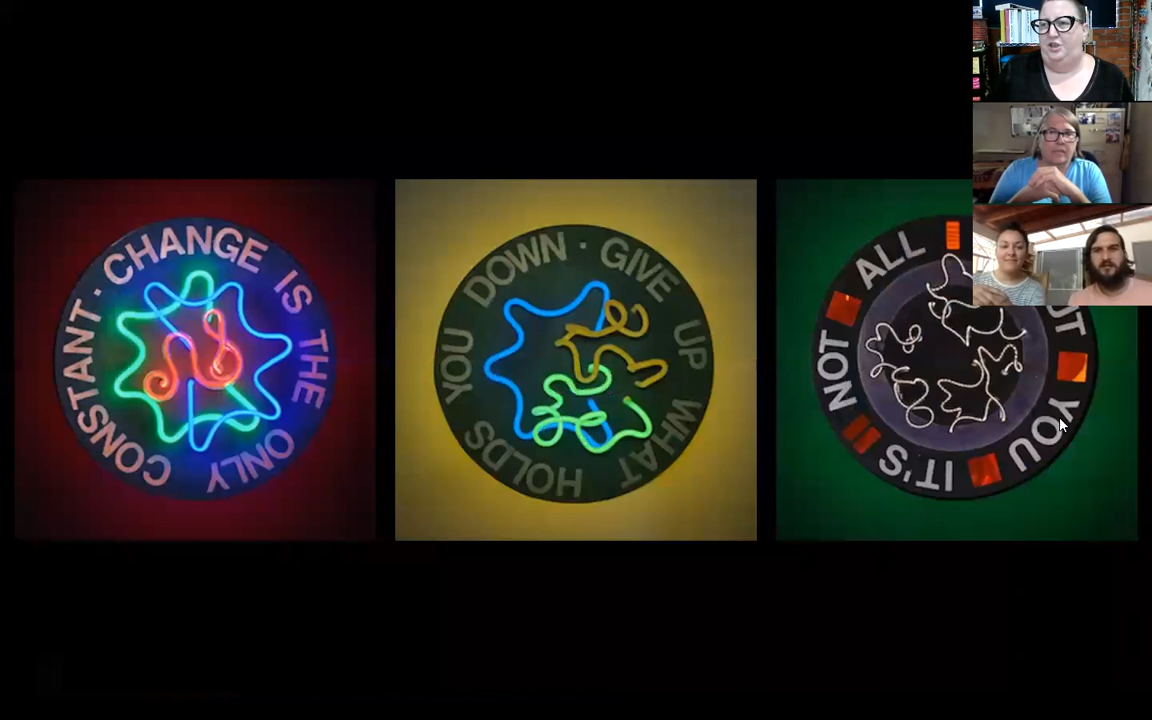 CHANGE IS THE ONLY CONSTANT ·
GIVE UP WHAT HOLDS YOU DOWN ·
IT'S NOT ALL
YOU